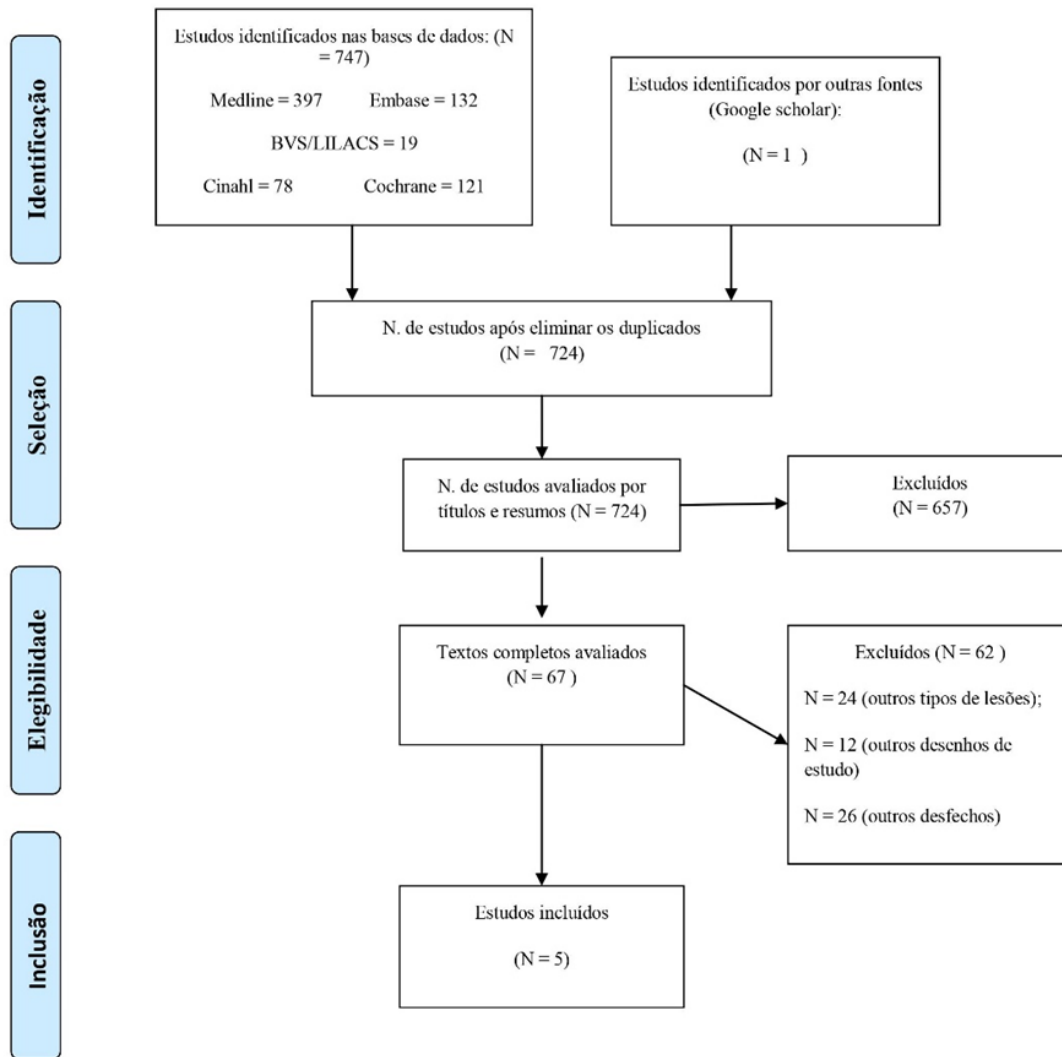 Identificação
Estudos identificados nas bases de dados: (N
= 747)
Medline = 397 Embase = 132
BVS/LILACS = 19
Cinahl = 78 Cochrane = 121
Estudos identificados por outras fontes
(Google scholar):
(N = 1 )
Seleção
N. de estudos após eliminar os duplicados
(N = 724)
N. de estudos avaliados por
títulos e resumos (N = 724)
Excluídos
(N = 657)
Elegibilidade
Textos completos avaliados
(N = 67 )
Excluídos (N = 62 )
N = 24 (outros tipos de lesões);
N = 12 (outros desenhos de
estudo)
N = 26 (outros desfechos)
Inclusão
Estudos incluídos
(N = 5)